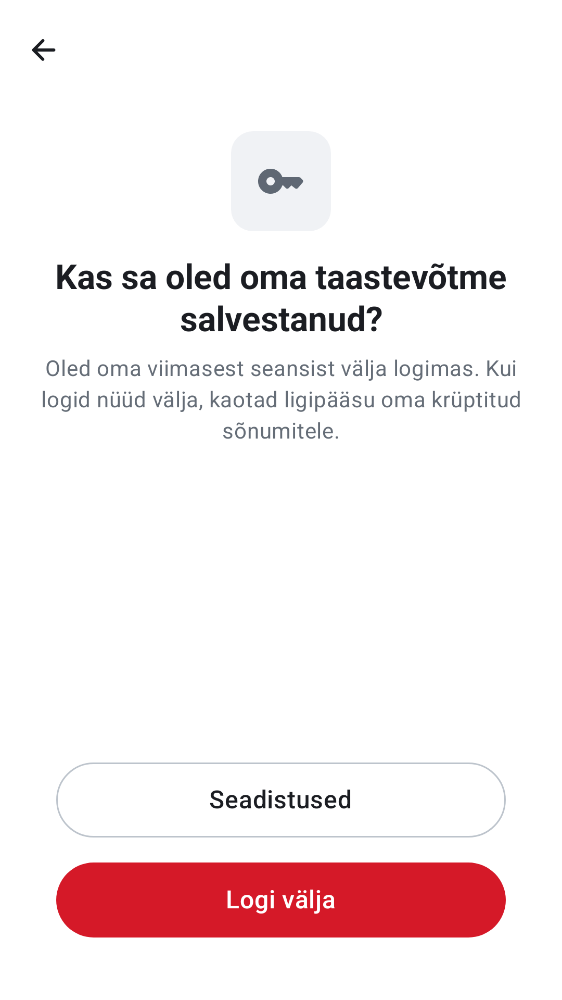 Kas sa oled oma taastevõtme
salvestanud?
Oled oma viimasest seansist välja logimas. Kui
logid nüüd välja, kaotad ligipääsu oma krüptitud
sõnumitele.
Seadistused
Logi välja